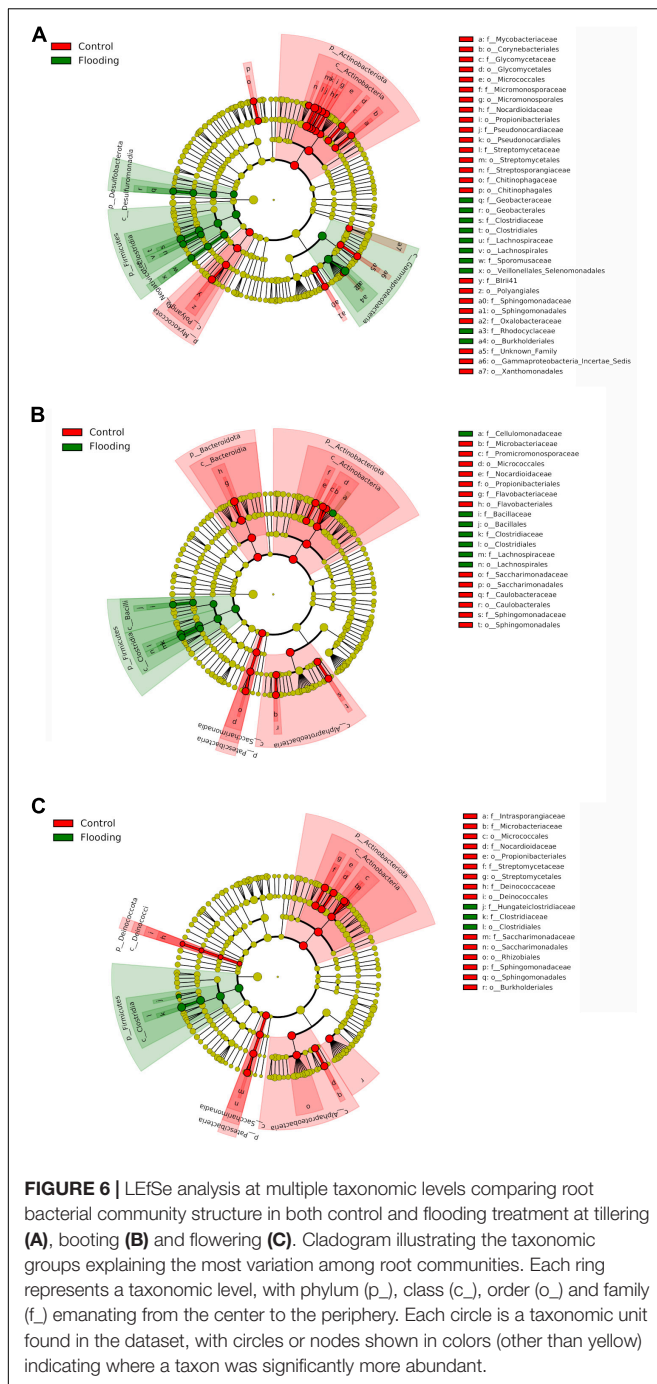 A
Control
Flooding
p__Actinobacteriota
c__Actinobacteria
p__Desulfobacterota
c__Desulfuromonadia
p__Firmicutes
c__Clostridia
p__Myxococcota
c__Gammaproteobacteria
a: f__Mycobacteriaceae
b: o__Corynebacteriales
c: f__Glycomycetaceae
d: o__Glycomycetales
e: o__Micrococcales
f: f__Micromonosporaceae
g: o__Micromonosporales
h: f__Nocardioidaceae
i: o__Propionibacteriales
j: f__Pseudonocardiaceae
k: o__Pseudonocardiales
l: f__Streptomycetaceae
m: o__Streptomycetales
n: f__Streptosporangiaceae
o: f__Chitinophagaceae
p: o__Chitinophagales
q: f__Geobacteraceae
r: o__Geobacterales
s: f__Clostridiaceae
t: o__Clostridiales
u: f__Lachnospiraceae
v: o__Lachnospirales
w: f__Sporomusaceae
x: o__Veillonellales_Selenomonadales
y: f__BIrii41
z: o__Polyangiales
a0: f__Sphingomonadaceae
a1: o__Sphingomonadales
a2: f__Oxalobacteraceae
a3: f__Rhodocyclaceae
a4: o__Burkholderiales
a5: f__Unknown_Family
a6: o__Gammaproteobacteria_Incertae_Sedis
a7: o__Xanthomonadales
B
Control
Flooding
p__Bacteroidota
c__Bacteroidia
p__Actinobacteriota
c__Actinobacteria
c__Bacilli
c__Clostridia
p__Firmicutes
c__Saccharimonadia
p__Patescibacteria
c__Alphaproteobacteria
a: f__Cellulomonadaceae
b: f__Microbacteriaceae
c: f__Promicromonosporaceae
d: o__Micrococcales
e: f__Nocardioidaceae
f: o__Propionibacteriales
g: f__Flavobacteriaceae
h: o__Flavobacteriales
i: f__Bacillaceae
j: o__Bacillales
k: f__Clostridiaceae
l: o__Clostridiales
m: f__Lachnospiraceae
n: o__Lachnospirales
o: f__Saccharimonadaceae
p: o__Saccharimonadales
q: f__Caulobacteraceae
r: o__Caulobacterales
s: f__Sphingomonadaceae
t: o__Sphingomonadales
C
Control
Flooding
p__Actinobacteriota
c__Actinobacteria
p__Deinococcota
c__Deinococci
p__Firmicutes
c__Clostridia
c__Saccharimonadia
p__Patescibacteria
c__Alphaproteobacteria
a: f__Intrasporangiaceae
b: f__Microbacteriaceae
c: o__Micrococcales
d: f__Nocardioidaceae
e: o__Propionibacteriales
f: f__Streptomycetaceae
g: o__Streptomycetales
h: f__Deinococcaceae
i: o__Deinococcales
j: f__Hungateiclostridiaceae
k: f__Clostridiaceae
l: o__Clostridiales
m: f__Saccharimonadaceae
n: o__Saccharimonadales
o: o__Rhizobiales
p: f__Sphingomonadaceae
q: o__Sphingomonadales
r: o__Burkholderiales
FIGURE 6 | LEfSe analysis at multiple taxonomic levels comparing root
bacterial community structure in both control and flooding treatment at tillering
(A), booting (B) and flowering (C). Cladogram illustrating the taxonomic
groups explaining the most variation among root communities. Each ring
represents a taxonomic level, with phylum (p_), class (c_), order (o_) and family
(f_) emanating from the center to the periphery. Each circle is a taxonomic unit
found in the dataset, with circles or nodes shown in colors (other than yellow)
indicating where a taxon was significantly more abundant.